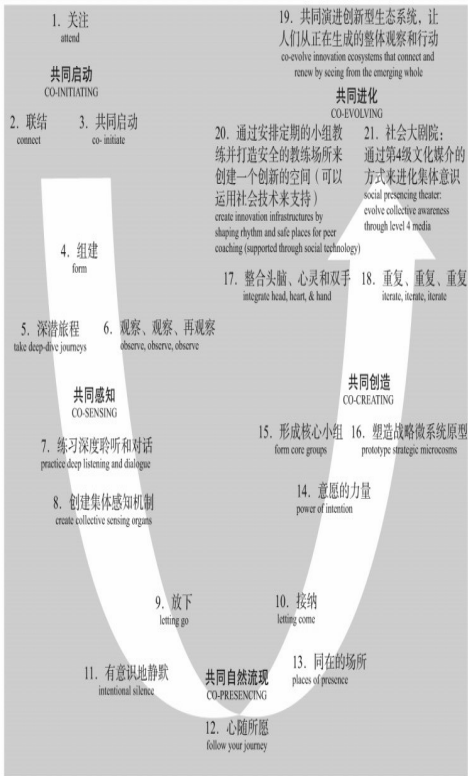 1. 关注
attend
共同启动
CO-INITIATING
2. 联结
connect
3. 共同启动
co- initiate
4. 组建
form
5. 深潜旅程
take deep-dive journeys
6. 观察、观察、再观察
observe, observe, observe
共同感知
CO-SENSING
7. 练习深度聆听和对话
practice deep listening and dialogue
8. 创建集体感知机制
create collective sensing organs
9. 放下
letting go
10. 接纳
letting come
11. 有意识地静默
intentional silence
共同自然流现
CO-PRESENCING
12. 心随所愿
follow your journey
13. 同在的场所
places of presence
14. 意愿的力量
power of intention
15. 形成核心小组
form core groups
16. 塑造战略微系统原型
prototype strategic microcosms
共同创造
CO-CREATING
17. 整合头脑、心灵和双手
integrate head, heart, & hand
18. 重复、重复、重复
iterate, iterate, iterate
19. 共同演进创新型生态系统，让
人们从正在生成的整体观察和行动
co-evolve innovation ecosystems that connect and
renew by seeing from the emerging whole
共同进化
CO-EVOLVING
20. 通过安排定期的小组教
练并打造安全的教练场所来
创建一个创新的空间（可以
运用社会技术来支持）
create innovation infrastructures by
shaping rhythm and safe places for peer
coaching (supported through social technology)
21. 社会大剧院：
通过第4级文化媒介的
方式来进化集体意识
social presencing theater:
evolve collective awareness
through level 4 media